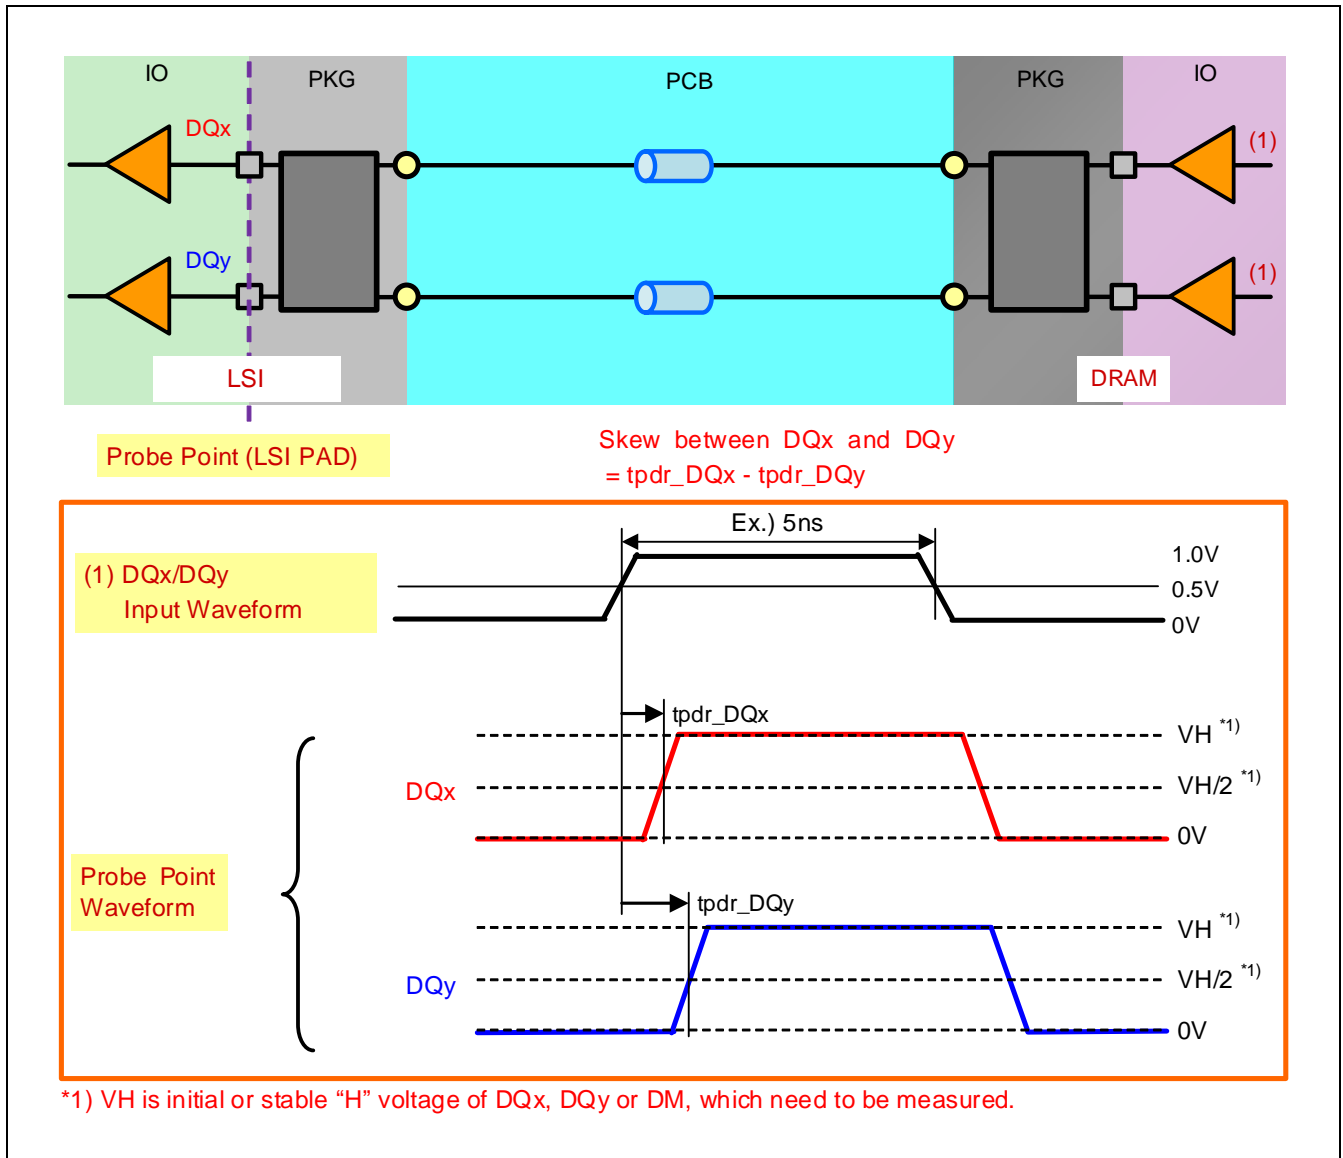 IO
PKG
PCB
PKG
IO
DQx
(1)
DQy
(1)
LSI
DRAM
Probe Point (LSI PAD)
Skew between DQx and DQy
= tpdr_DQx - tpdr_DQy
Ex.) 5ns
(1) DQx/DQy
Input Waveform
1.0V
0.5V
0V
tpdr_DQx
VH *1)
DQx
VH/2 *1)
0V
Probe Point
Waveform
tpdr_DQy
VH *1)
DQy
VH/2 *1)
0V
*1) VH is initial or stable “H” voltage of DQx, DQy or DM, which need to be measured.